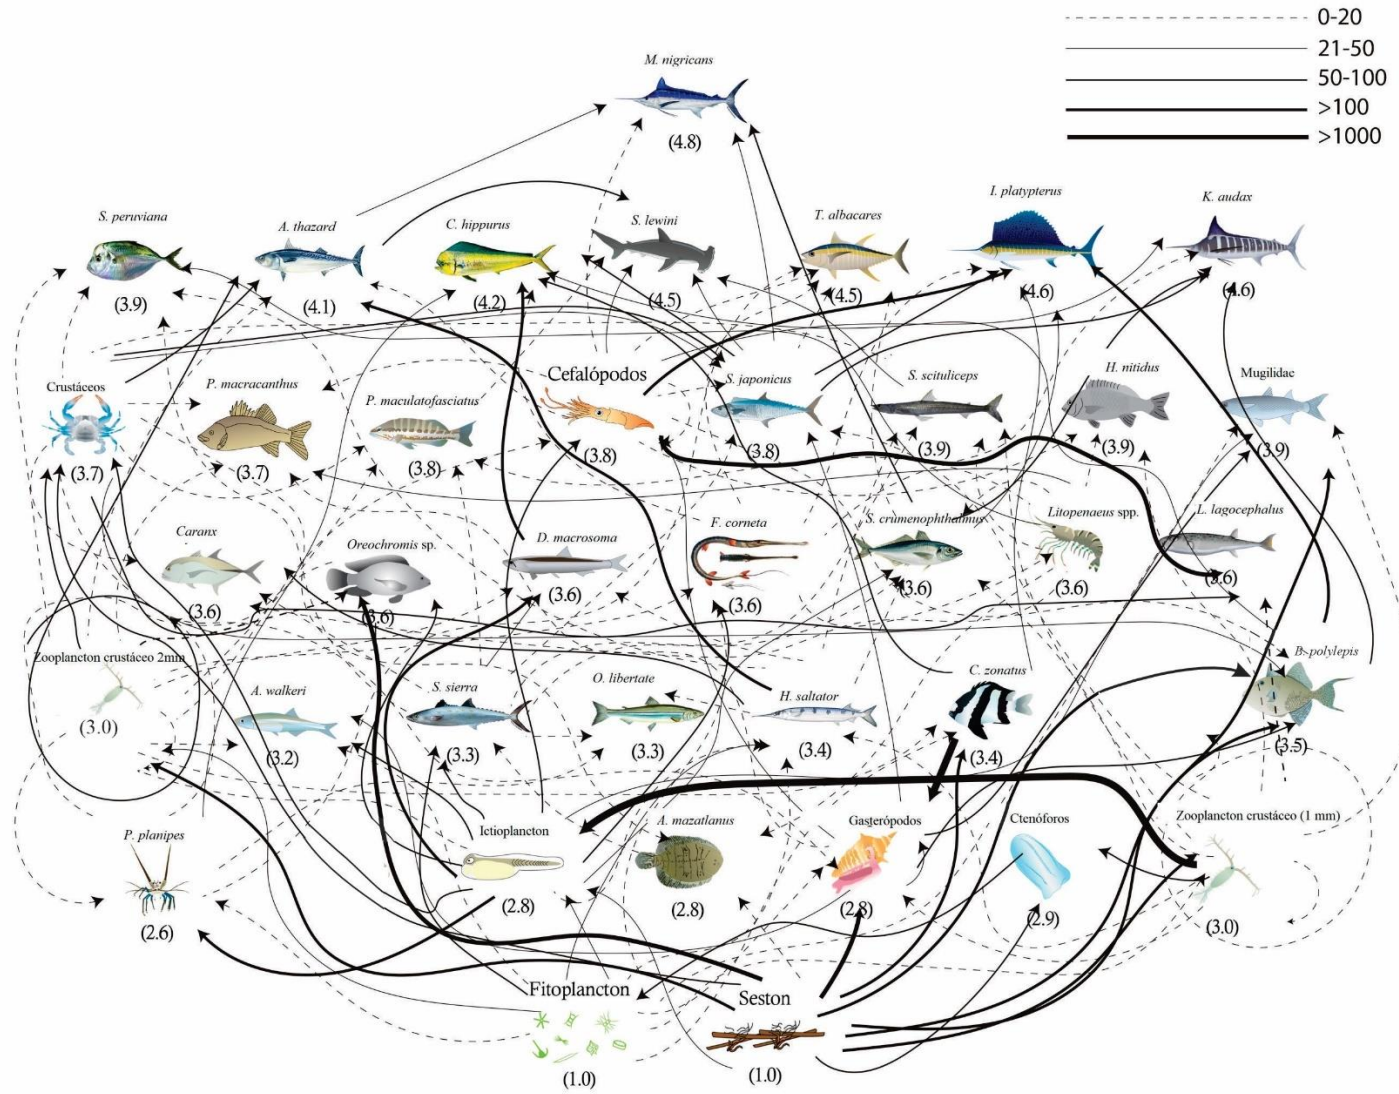 0-20
21-50
50-100
>100
>1000
M. nigricans
(4.8)
S. peruviana
(3.9)
A. thazard
(4.1)
C. hippurus
(4.2)
S. lewini
(4.5)
T. albacares
(4.5)
I. platypterus
(4.6)
K. audax
(4.6)
Crustáceos
(3.7)
P. macracanthus
(3.7)
P. maculatofasciatus
(3.8)
Cefalópodos
(3.8)
S. japonicus
(3.8)
S. scituliceps
(3.9)
H. nitidus
(3.9)
Mugilidae
(3.9)
Caranx
(3.6)
Oreochromis sp.
(3.6)
D. macrosoma
(3.6)
F. corneta
(3.6)
S. crumenophthalmus
(3.6)
Litopenaeus spp.
(3.6)
L. lagocephalus
(3.6)
Zooplancton crustáceo 2mm
(3.0)
A. walkeri
(3.2)
S. sierra
(3.3)
O. libertate
(3.3)
H. saltator
(3.4)
C. zonatus
(3.4)
B. polylepis
(3.5)
P. planipes
(2.6)
Ictioplancton
(2.8)
A. mazatlanus
(2.8)
Gasterópodos
(2.8)
Ctenóforos
(2.9)
Zooplancton crustáceo (1 mm)
(3.0)
Fitoplancton
(1.0)
Seston
(1.0)